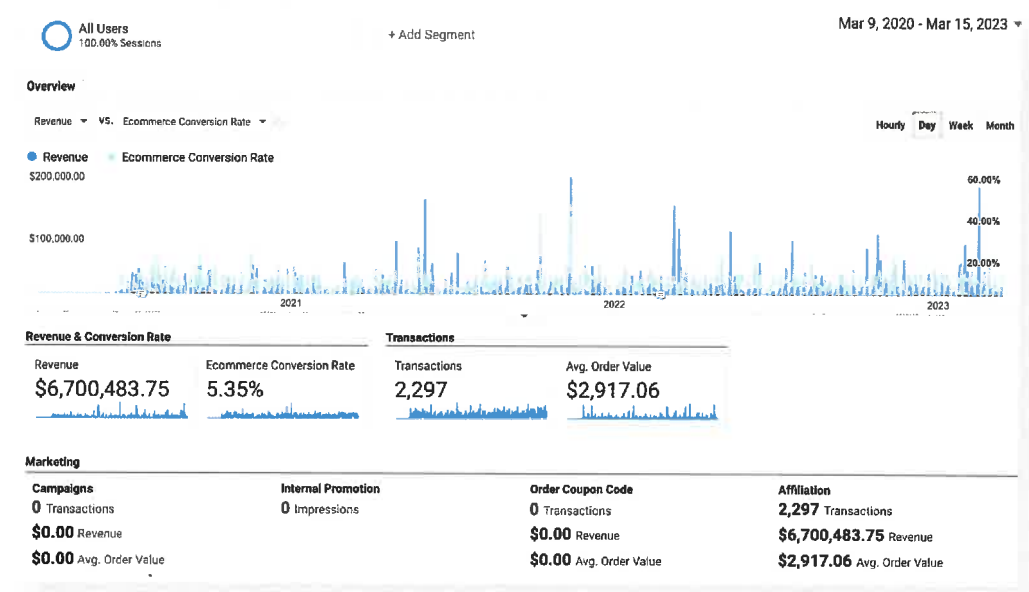 All Users
100.00% Sessions
+ Add Segment
Mar 9, 2020 - Mar 15, 2023
Overview
Revenue VS. Ecommerce Conversion Rate
Hourly Day Week Month
Revenue Ecommerce Conversion Rate
$200,000.00 60.00%
40.00%
$100,000.00
20.00%
2021 2022 2023
Revenue & Conversion Rate
Transactions
Revenue Ecommerce Conversion Rate Transactions Avg. Order Value
$6,700,483.75 5.35% 2,297 $2,917.06
Marketing
Campaigns Internal Promotion Order Coupon Code Affiliation
0 Transactions 0 Impressions 0 Transactions 2,297 Transactions
$0.00 Revenue $0.00 Revenue $6,700,483.75 Revenue
$0.00 Avg. Order Value $0.00 Avg. Order Value $2,917.06 Avg. Order Value